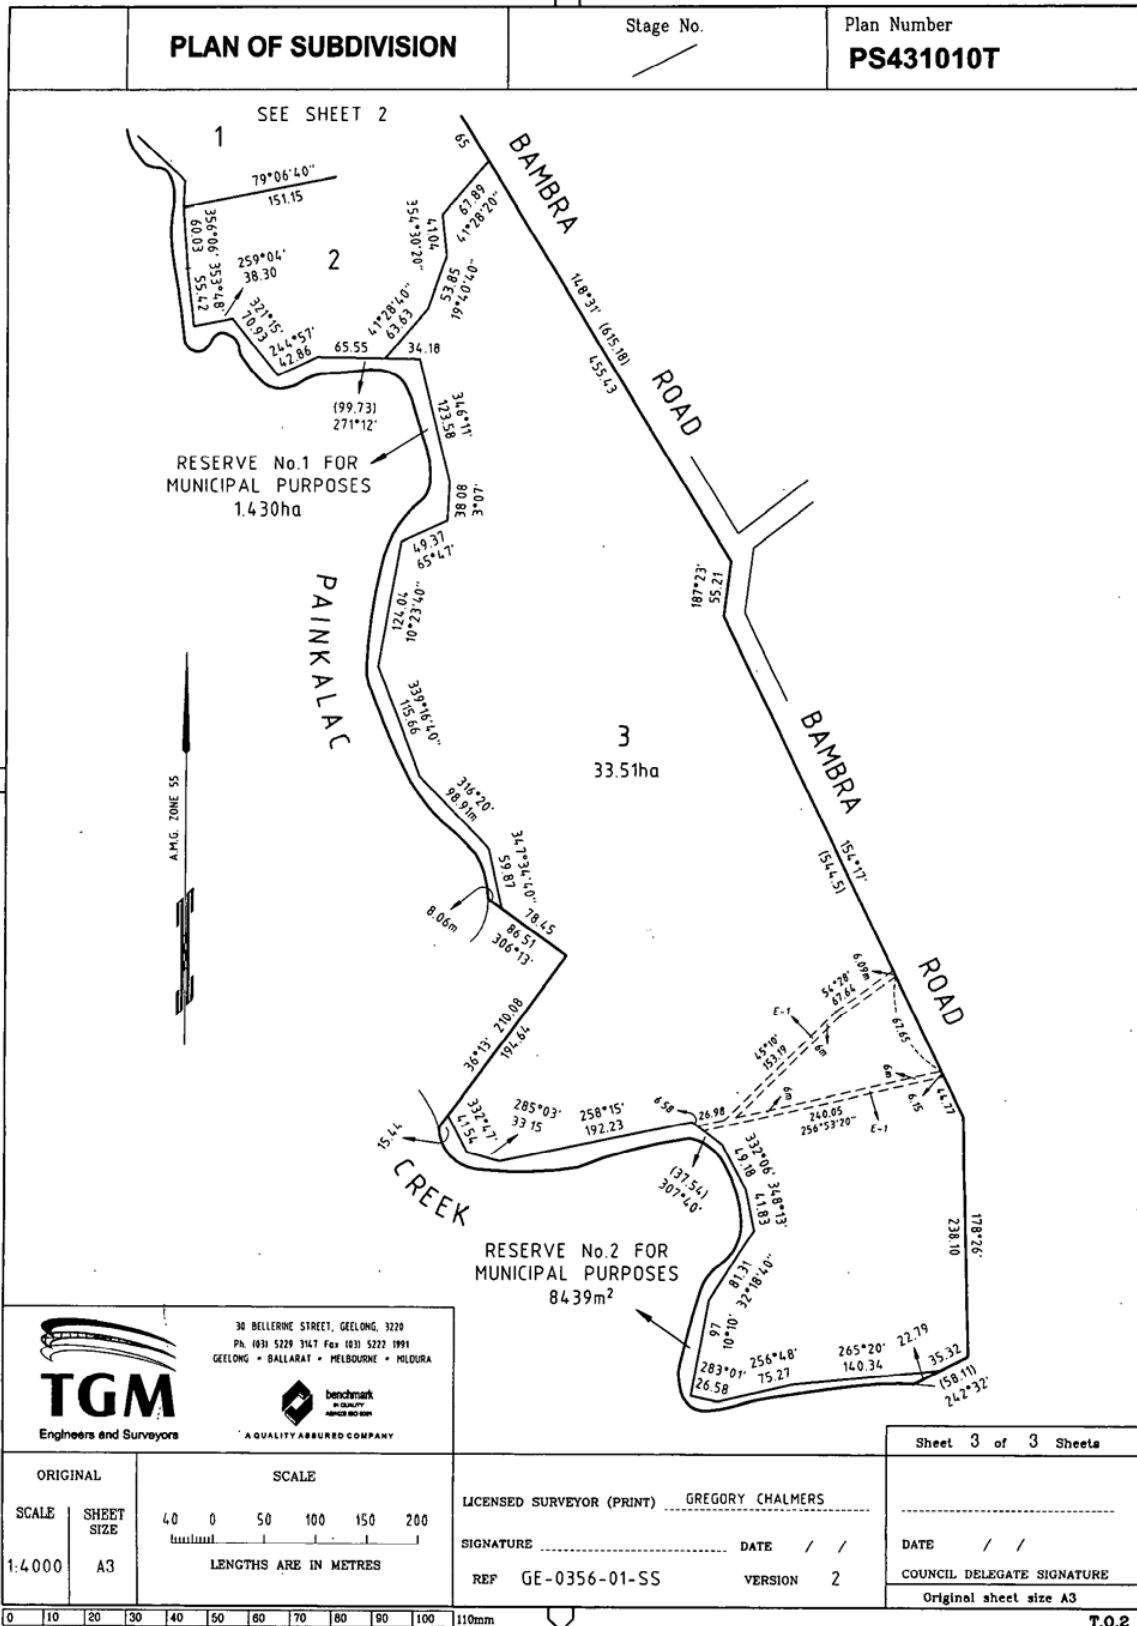 PLAN OF SUBDIVISION
Stage No.
Plan Number
PS431010T
SEE SHEET 2
1
79°06'40"
151.15
356°06'
60.03
353°48'
55.42
259°04'
38.30
2
321°15'
70.93
244°57'
42.86
65.55
(99.73)
271°12'
34.18
41°28'40"
63.63
53.85
19°40'40"
354°30'20"
41.04
67.89
41°28'20"
65
BAMBRA
ROAD
148°31' (615.18)
455.43
346°11'
123.58
RESERVE No.1 FOR
MUNICIPAL PURPOSES
1.430ha
38.08
3°07'
49.37
65°47'
124.04
10°23'40"
187°23'
55.21
PAINKALAC
339°16'40"
115.66
3
33.51ha
BAMBRA
ROAD
154°17'
(544.5)
A.M.G. ZONE 55
316°20'
98.91m
347°34'40"
59.87
8.06m
78.45
86.51
306°13'
36°13'
210.08
194.64
6.09m
54°28'
67.64
E-1
45°10'
153.19
6m
67.65
6m
6.15
44.77
6m
240.05
256°53'20"
E-1
6.58
26.98
15.44
332°47'
41.54
285°03'
33.15
258°15'
192.23
(37.54)
307°40'
332°06'
49.18
348°13'
41.83
CREEK
RESERVE No.2 FOR
MUNICIPAL PURPOSES
8439m²
81.31
32°18'40"
97
10°10'
178°26'
238.10
283°01'
26.58
256°48'
75.27
265°20'
140.34
22.79
35.32
(58.11)
242°32'
TGM
Engineers and Surveyors
30 BELLERINE STREET, GEELONG, 3220
Ph. (03) 5229 3147 Fax (03) 5222 1991
GEELONG • BALLARAT • MELBOURNE • MILDURA
benchmark
IN QUALITY
A QUALITY ASSURED COMPANY
Sheet 3 of 3 Sheets
ORIGINAL
SCALE
SHEET SIZE
1:4000
A3
SCALE
40 0 50 100 150 200
LENGTHS ARE IN METRES
LICENSED SURVEYOR (PRINT) GREGORY CHALMERS
SIGNATURE DATE / /
REF GE-0356-01-SS VERSION 2
DATE / /
COUNCIL DELEGATE SIGNATURE
Original sheet size A3
0 10 20 30 40 50 60 70 80 90 100 110mm
T.O.2